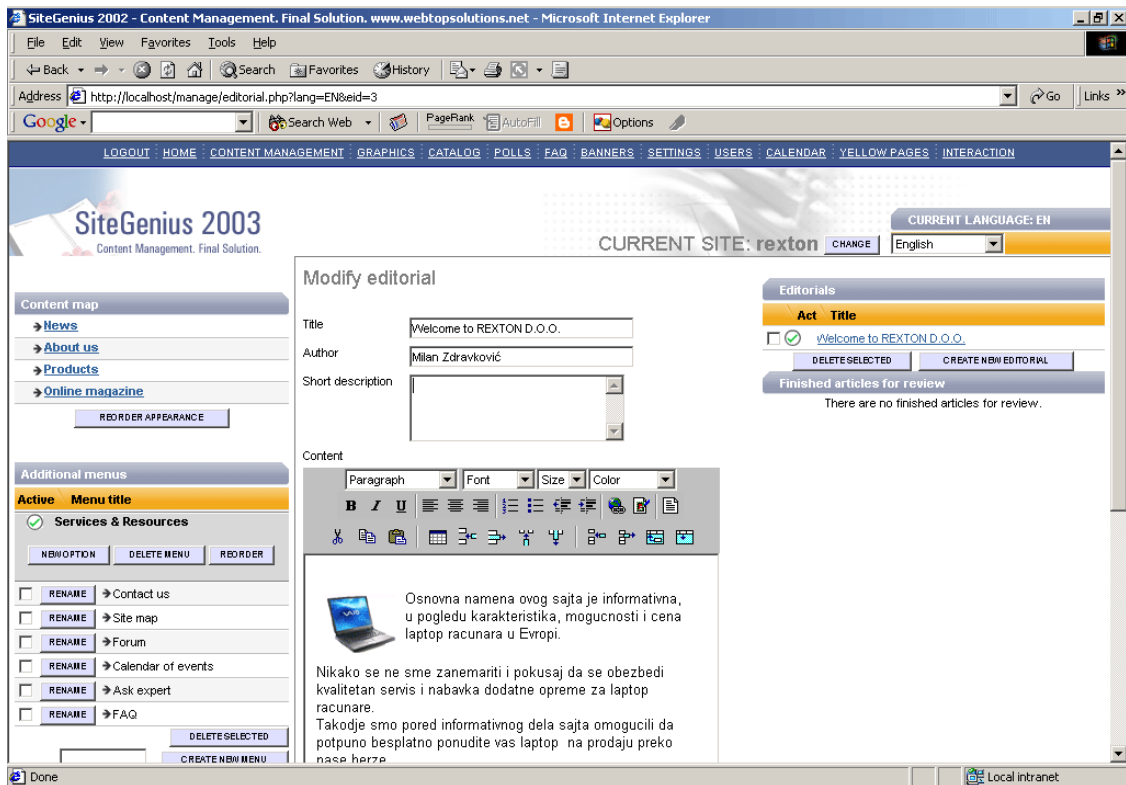 SiteGenius 2002 - Content Management. Final Solution. www.webtopsolutions.net - Microsoft Internet Explorer
File Edit View Favorites Tools Help
Back Search Favorites History
Address http://localhost/manage/editorial.php?lang=EN&eid=3 Go Links »
Google Search Web PageRank AutoFill Options
LOGOUT HOME CONTENT MANAGEMENT GRAPHICS CATALOG POLLS FAQ BANNERS SETTINGS USERS CALENDAR YELLOW PAGES INTERACTION
SiteGenius 2003
Content Management. Final Solution.
CURRENT LANGUAGE: EN
CURRENT SITE: rexton CHANGE English
Content map
News
About us
Products
Online magazine
REORDER APPEARANCE
Additional menus
Active Menu title
Services & Resources
NEW OPTION DELETE MENU REORDER
RENAME Contact us
RENAME Site map
RENAME Forum
RENAME Calendar of events
RENAME Ask expert
RENAME FAQ
DELETE SELECTED
CREATE NEW MENU
Modify editorial
Title Welcome to REXTON D.O.O.
Author Milan Zdravković
Short description
Content
Paragraph Font Size Color
B I U
VAIO
Osnovna namena ovog sajta je informativna,
u pogledu karakteristika, mogucnosti i cena
laptop racunara u Evropi.
Nikako se ne sme zanemariti i pokusaj da se obezbedi
kvalitetan servis i nabavka dodatne opreme za laptop
racunare.
Takodje smo pored informativnog dela sajta omogucili da
potpuno besplatno ponudite vas laptop na prodaju preko
nase berze
Editorials
Act Title
Welcome to REXTON D.O.O.
DELETE SELECTED CREATE NEW EDITORIAL
Finished articles for review
There are no finished articles for review.
Done Local intranet